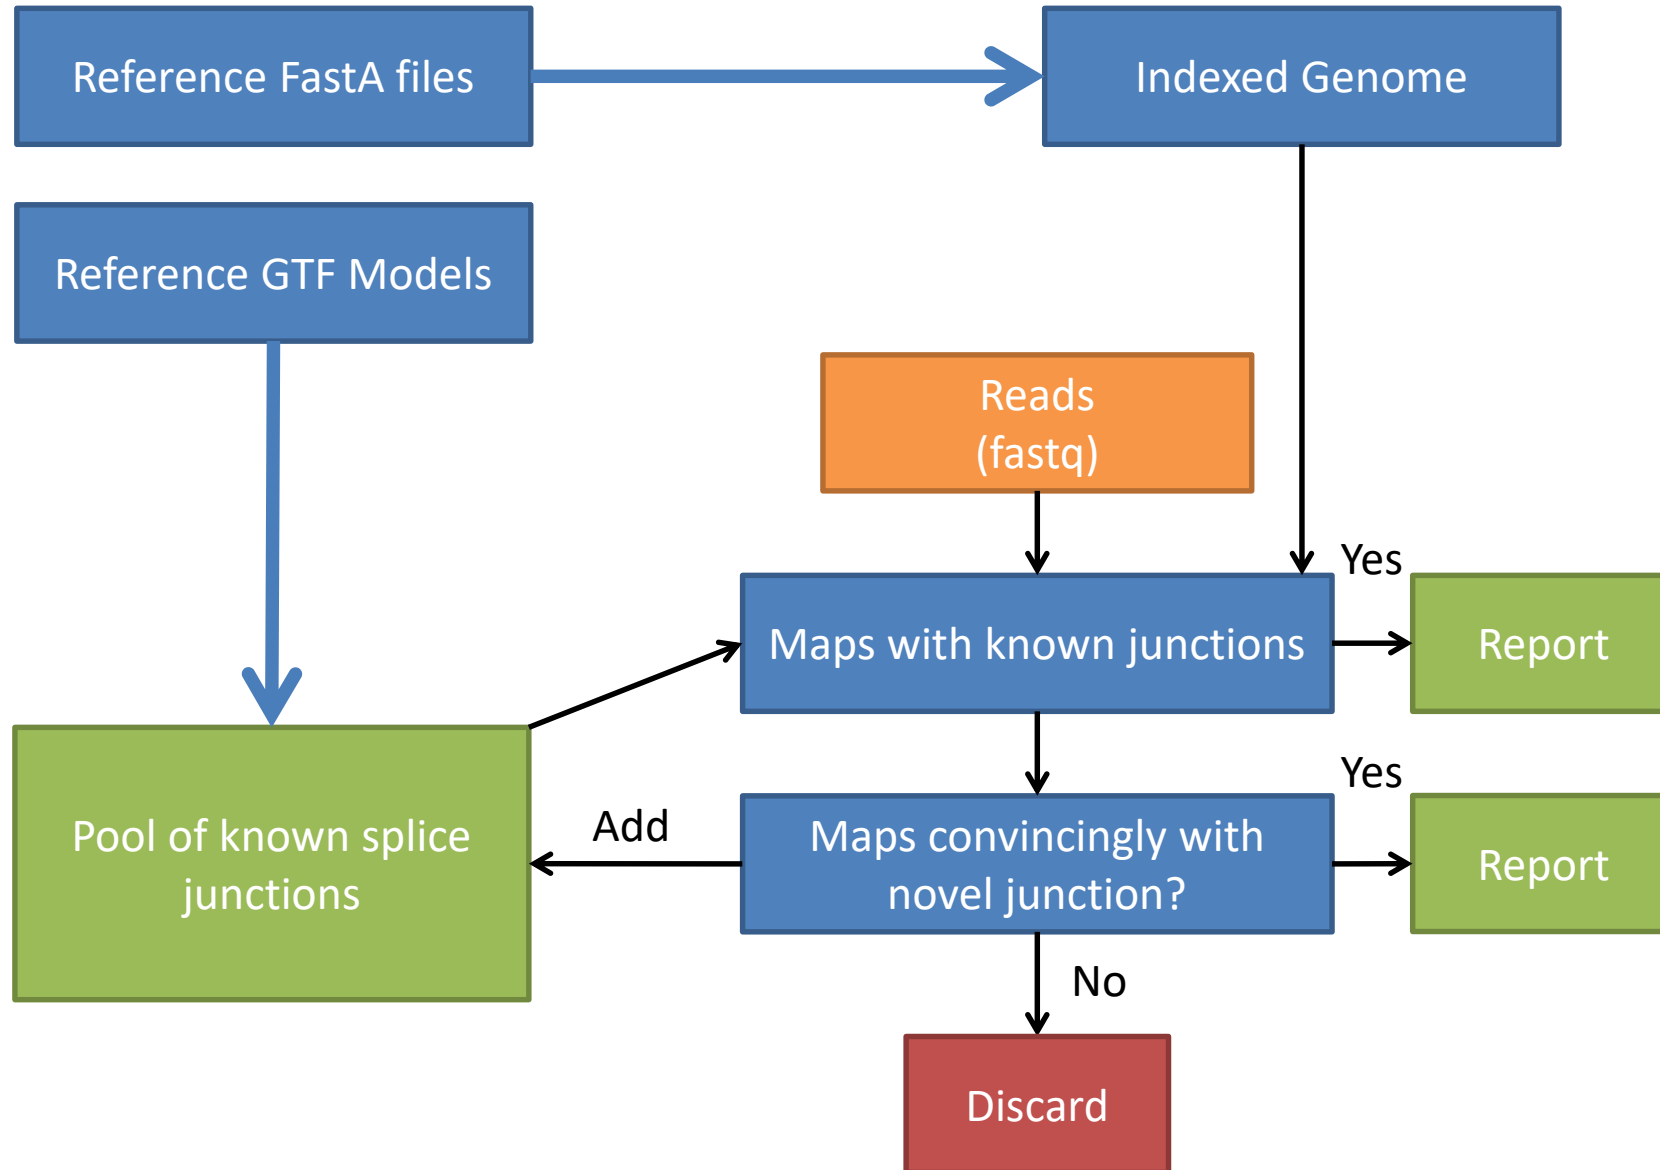 Reference FastA files
Indexed Genome
Reference GTF Models
Reads
(fastq)
Yes
Maps with known junctions
Report
Yes
Pool of known splice
junctions
Add
Maps convincingly with
novel junction?
Report
No
Discard